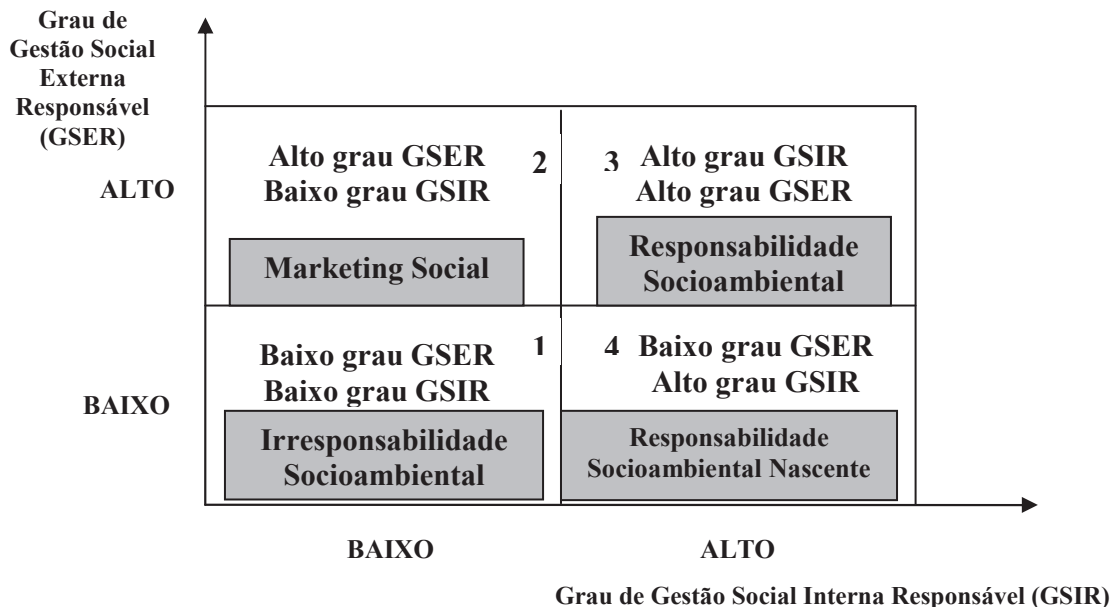 Grau de
Gestão Social
Externa
Responsável
(GSER)
ALTO
Alto grau GSER
Baixo grau GSIR
2
Marketing Social
3
Alto grau GSIR
Alto grau GSER
Responsabilidade
Socioambiental
BAIXO
Baixo grau GSER
Baixo grau GSIR
1
Irresponsabilidade
Socioambiental
4
Baixo grau GSER
Alto grau GSIR
Responsabilidade
Socioambiental Nascente
BAIXO
ALTO
Grau de Gestão Social Interna Responsável (GSIR)